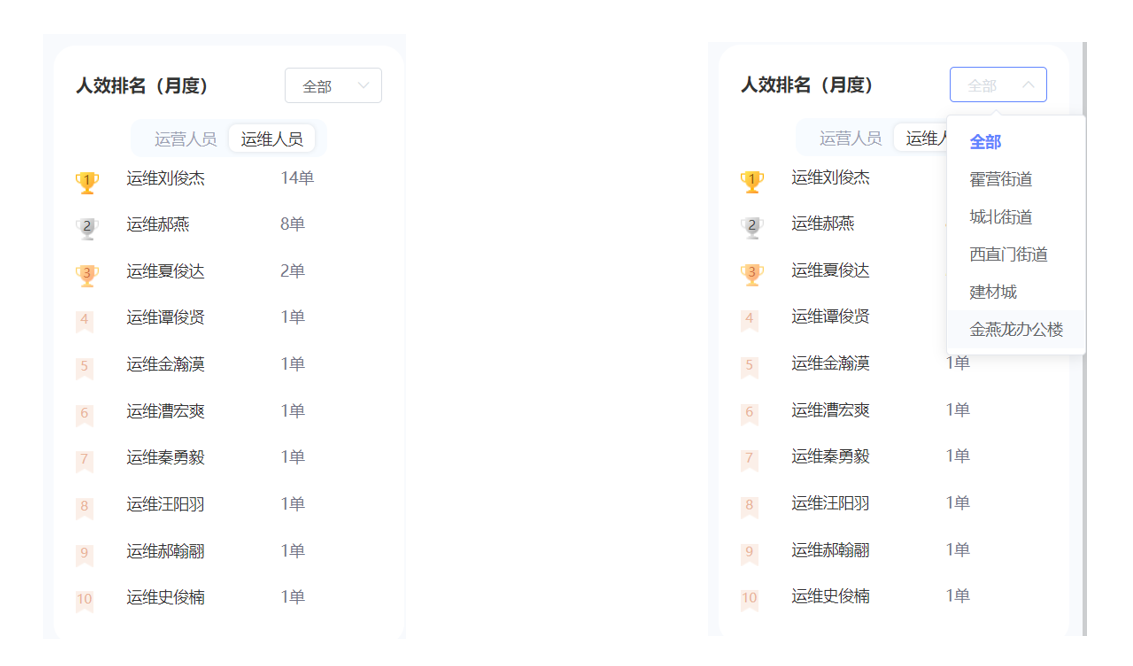 人效排名（月度）
全部
运营人员 运维人员
1 运维刘俊杰 14单
2 运维郝燕 8单
3 运维夏俊达 2单
4 运维谭俊贤 1单
5 运维金瀚漠 1单
6 运维漕宏爽 1单
7 运维秦勇毅 1单
8 运维汪阳羽 1单
9 运维郝翰翮 1单
10 运维史俊楠 1单
人效排名（月度）
全部
运营人员 运维
全部
霍营街道
城北街道
西直门街道
建材城
金燕龙办公楼
1 运维刘俊杰
2 运维郝燕
3 运维夏俊达
4 运维谭俊贤
5 运维金瀚漠 1单
6 运维漕宏爽 1单
7 运维秦勇毅 1单
8 运维汪阳羽 1单
9 运维郝翰翮 1单
10 运维史俊楠 1单